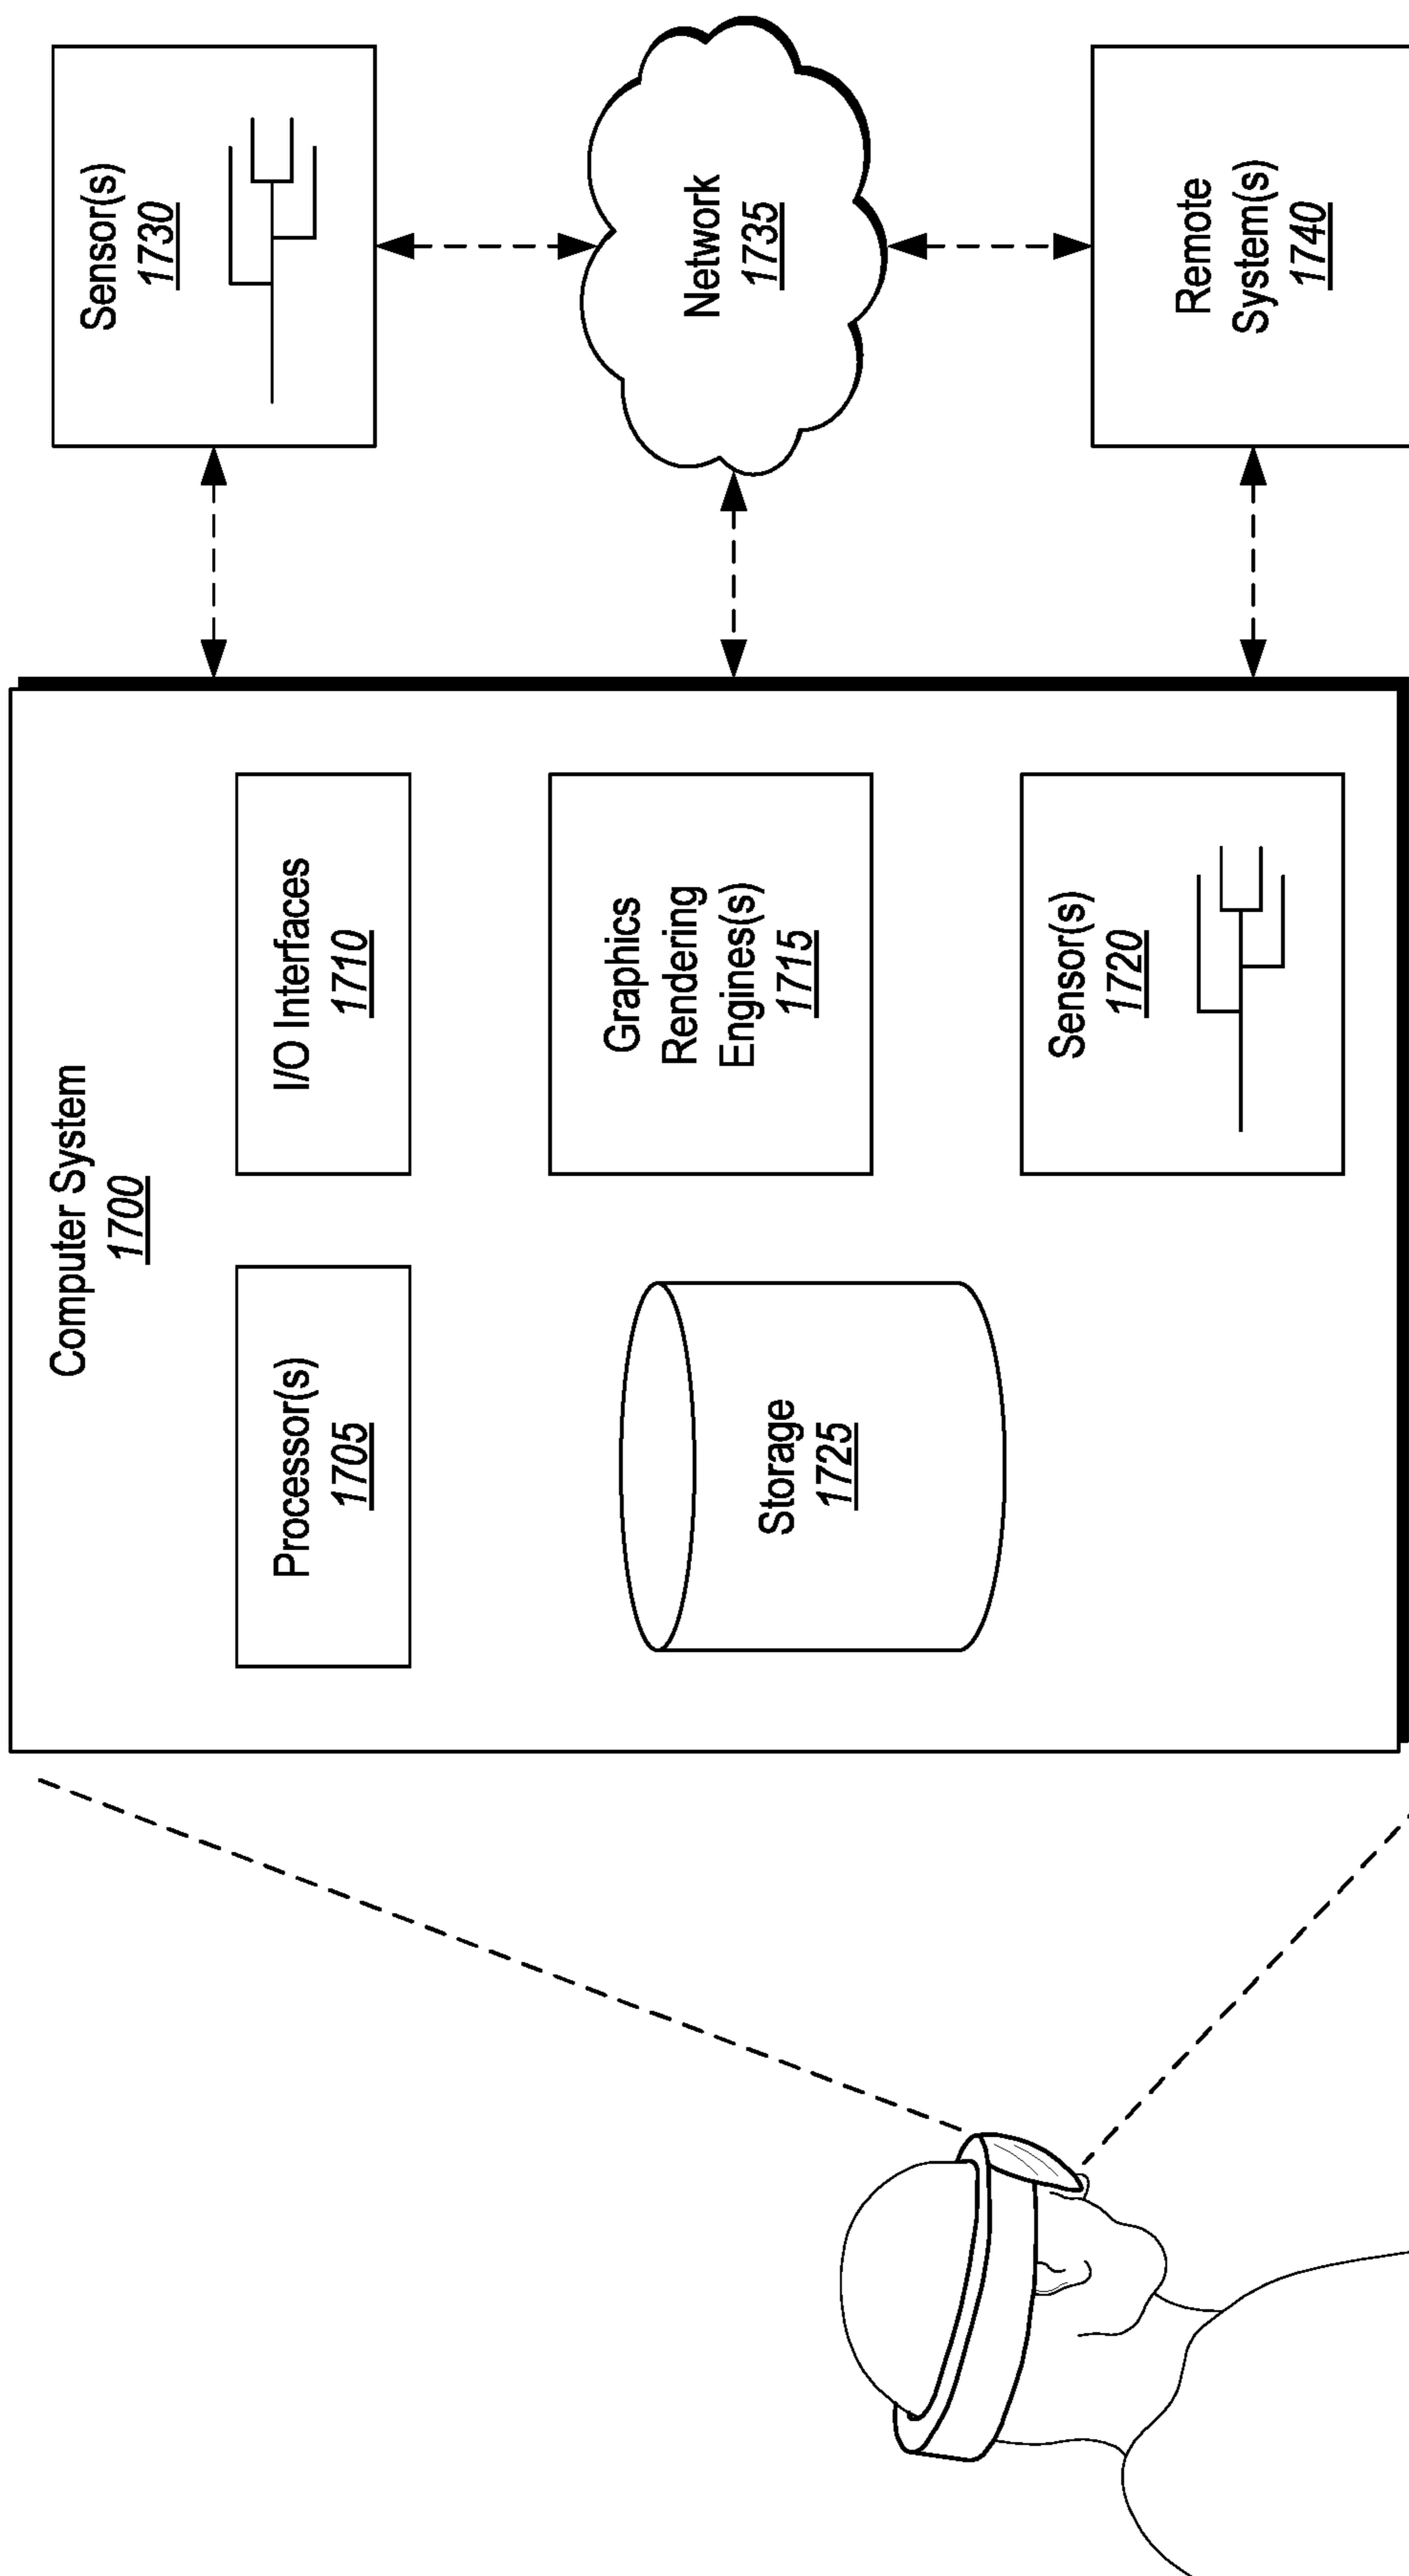 Computer System
1700
Processor(s)
1705
I/O Interfaces
1710
Storage
1725
Graphics
Rendering
Engines(s)
1715
Sensor(s)
1720
Sensor(s)
1730
Network
1735
Remote
System(s)
1740